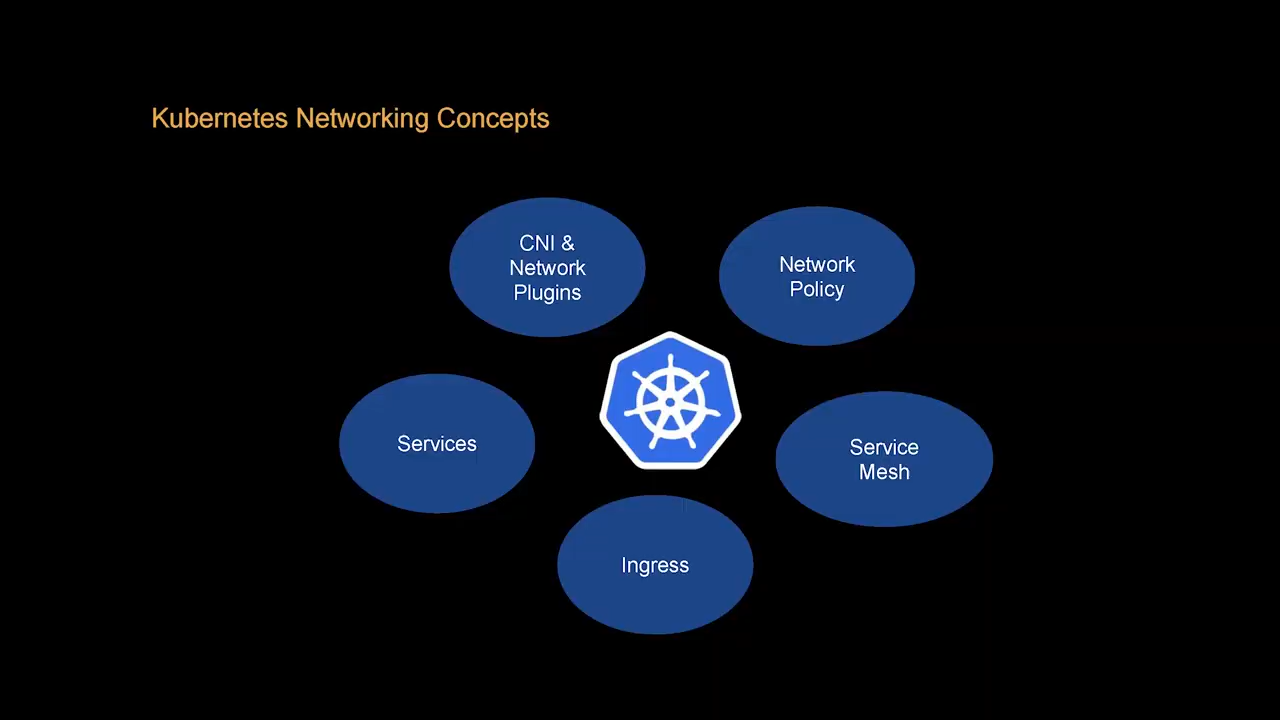 Kubernetes Networking Concepts
CNI &
Network
Plugins
Network
Policy
Services
Service
Mesh
Ingress